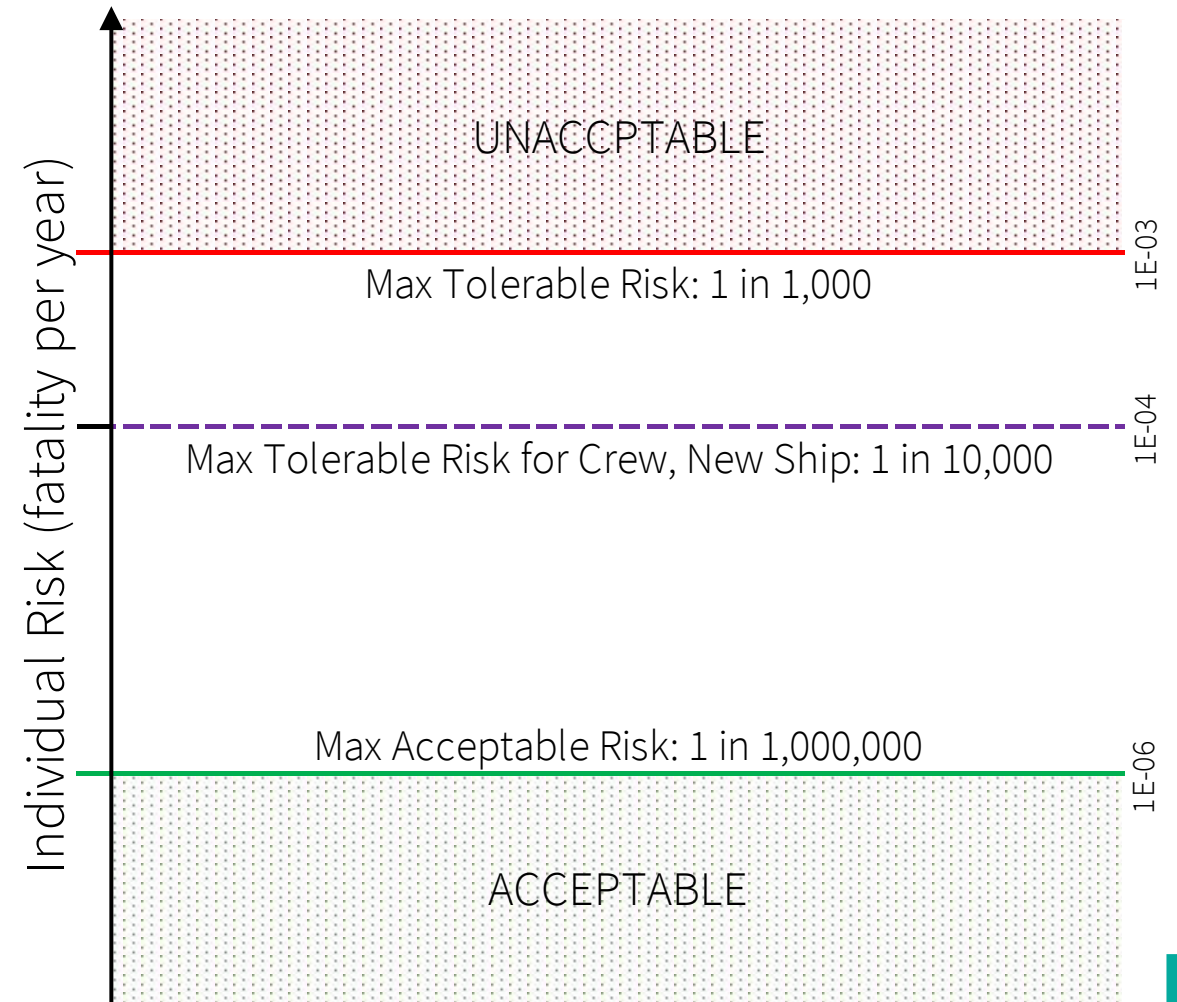 Individual Risk (fatality per year)
UNACCPTABLE
1E-03
Max Tolerable Risk: 1 in 1,000
1E-04
Max Tolerable Risk for Crew, New Ship: 1 in 10,000
Max Acceptable Risk: 1 in 1,000,000
1E-06
ACCEPTABLE